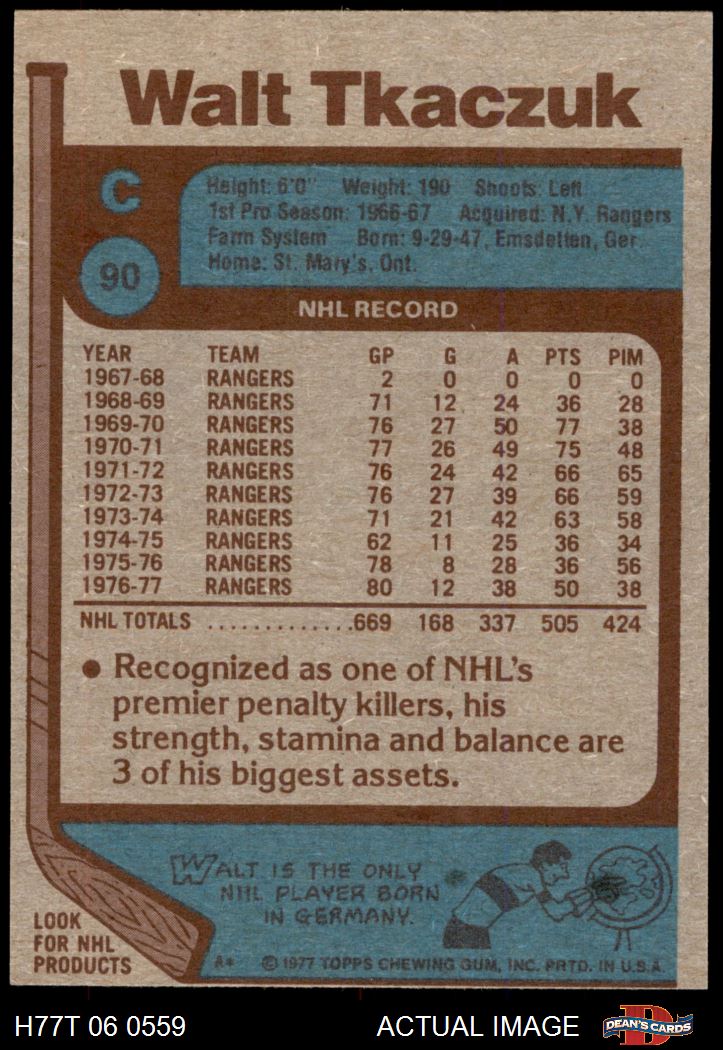 Walt Tkaczuk
C
Height: 6'0" Weight: 190 Shoots: Left
1st Pro Season: 1966-67 Acquired: N.Y. Rangers
Farm System Born: 9-29-47, Emsdetten, Ger.
Home: St. Mary's, Ont.
90
NHL RECORD
YEAR TEAM GP G A PTS PIM
1967-68 RANGERS 2 0 0 0 0
1968-69 RANGERS 71 12 24 36 28
1969-70 RANGERS 76 27 50 77 38
1970-71 RANGERS 77 26 49 75 48
1971-72 RANGERS 76 24 42 66 65
1972-73 RANGERS 76 27 39 66 59
1973-74 RANGERS 71 21 42 63 58
1974-75 RANGERS 62 11 25 36 34
1975-76 RANGERS 78 8 28 36 56
1976-77 RANGERS 80 12 38 50 38
NHL TOTALS .............669 168 337 505 424
● Recognized as one of NHL's
premier penalty killers, his
strength, stamina and balance are
3 of his biggest assets.
WALT IS THE ONLY
NHL PLAYER BORN
IN GERMANY.
LOOK
FOR NHL
PRODUCTS
A* © 1977 TOPPS CHEWING GUM, INC. PRTD. IN U.S.A.
H77T 06 0559 ACTUAL IMAGE
D
DEAN'S CARDS